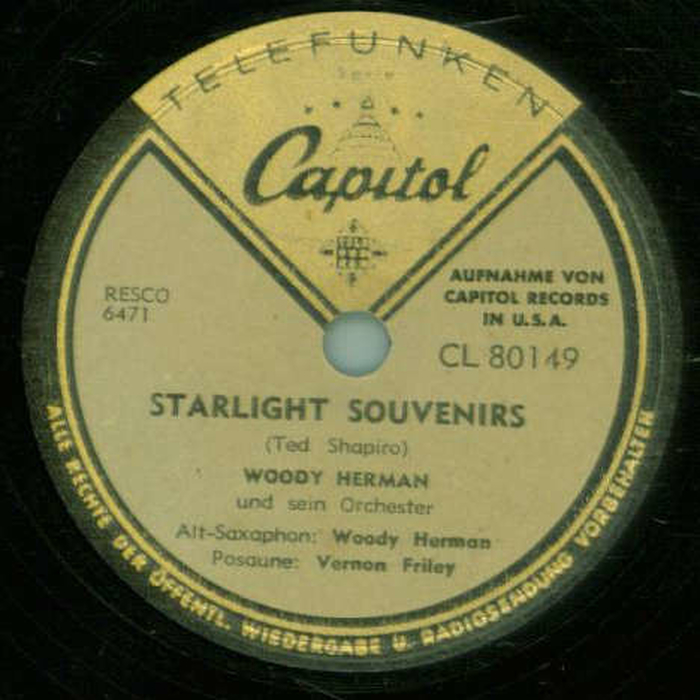 TELEFUNKEN
Serie
Capitol
AUFNAHME VON
CAPITOL RECORDS
IN U.S.A.
RESCO
6471
CL 80149
STARLIGHT SOUVENIRS
(Ted Shapiro)
WOODY HERMAN
und sein Orchester
Alt-Saxaphon: Woody Herman
Posaune: Vernon Friley
ALLE RECHTE DER ÖFFENTL. WIEDERGABE U. RADIOSENDUNG VORBEHALTEN